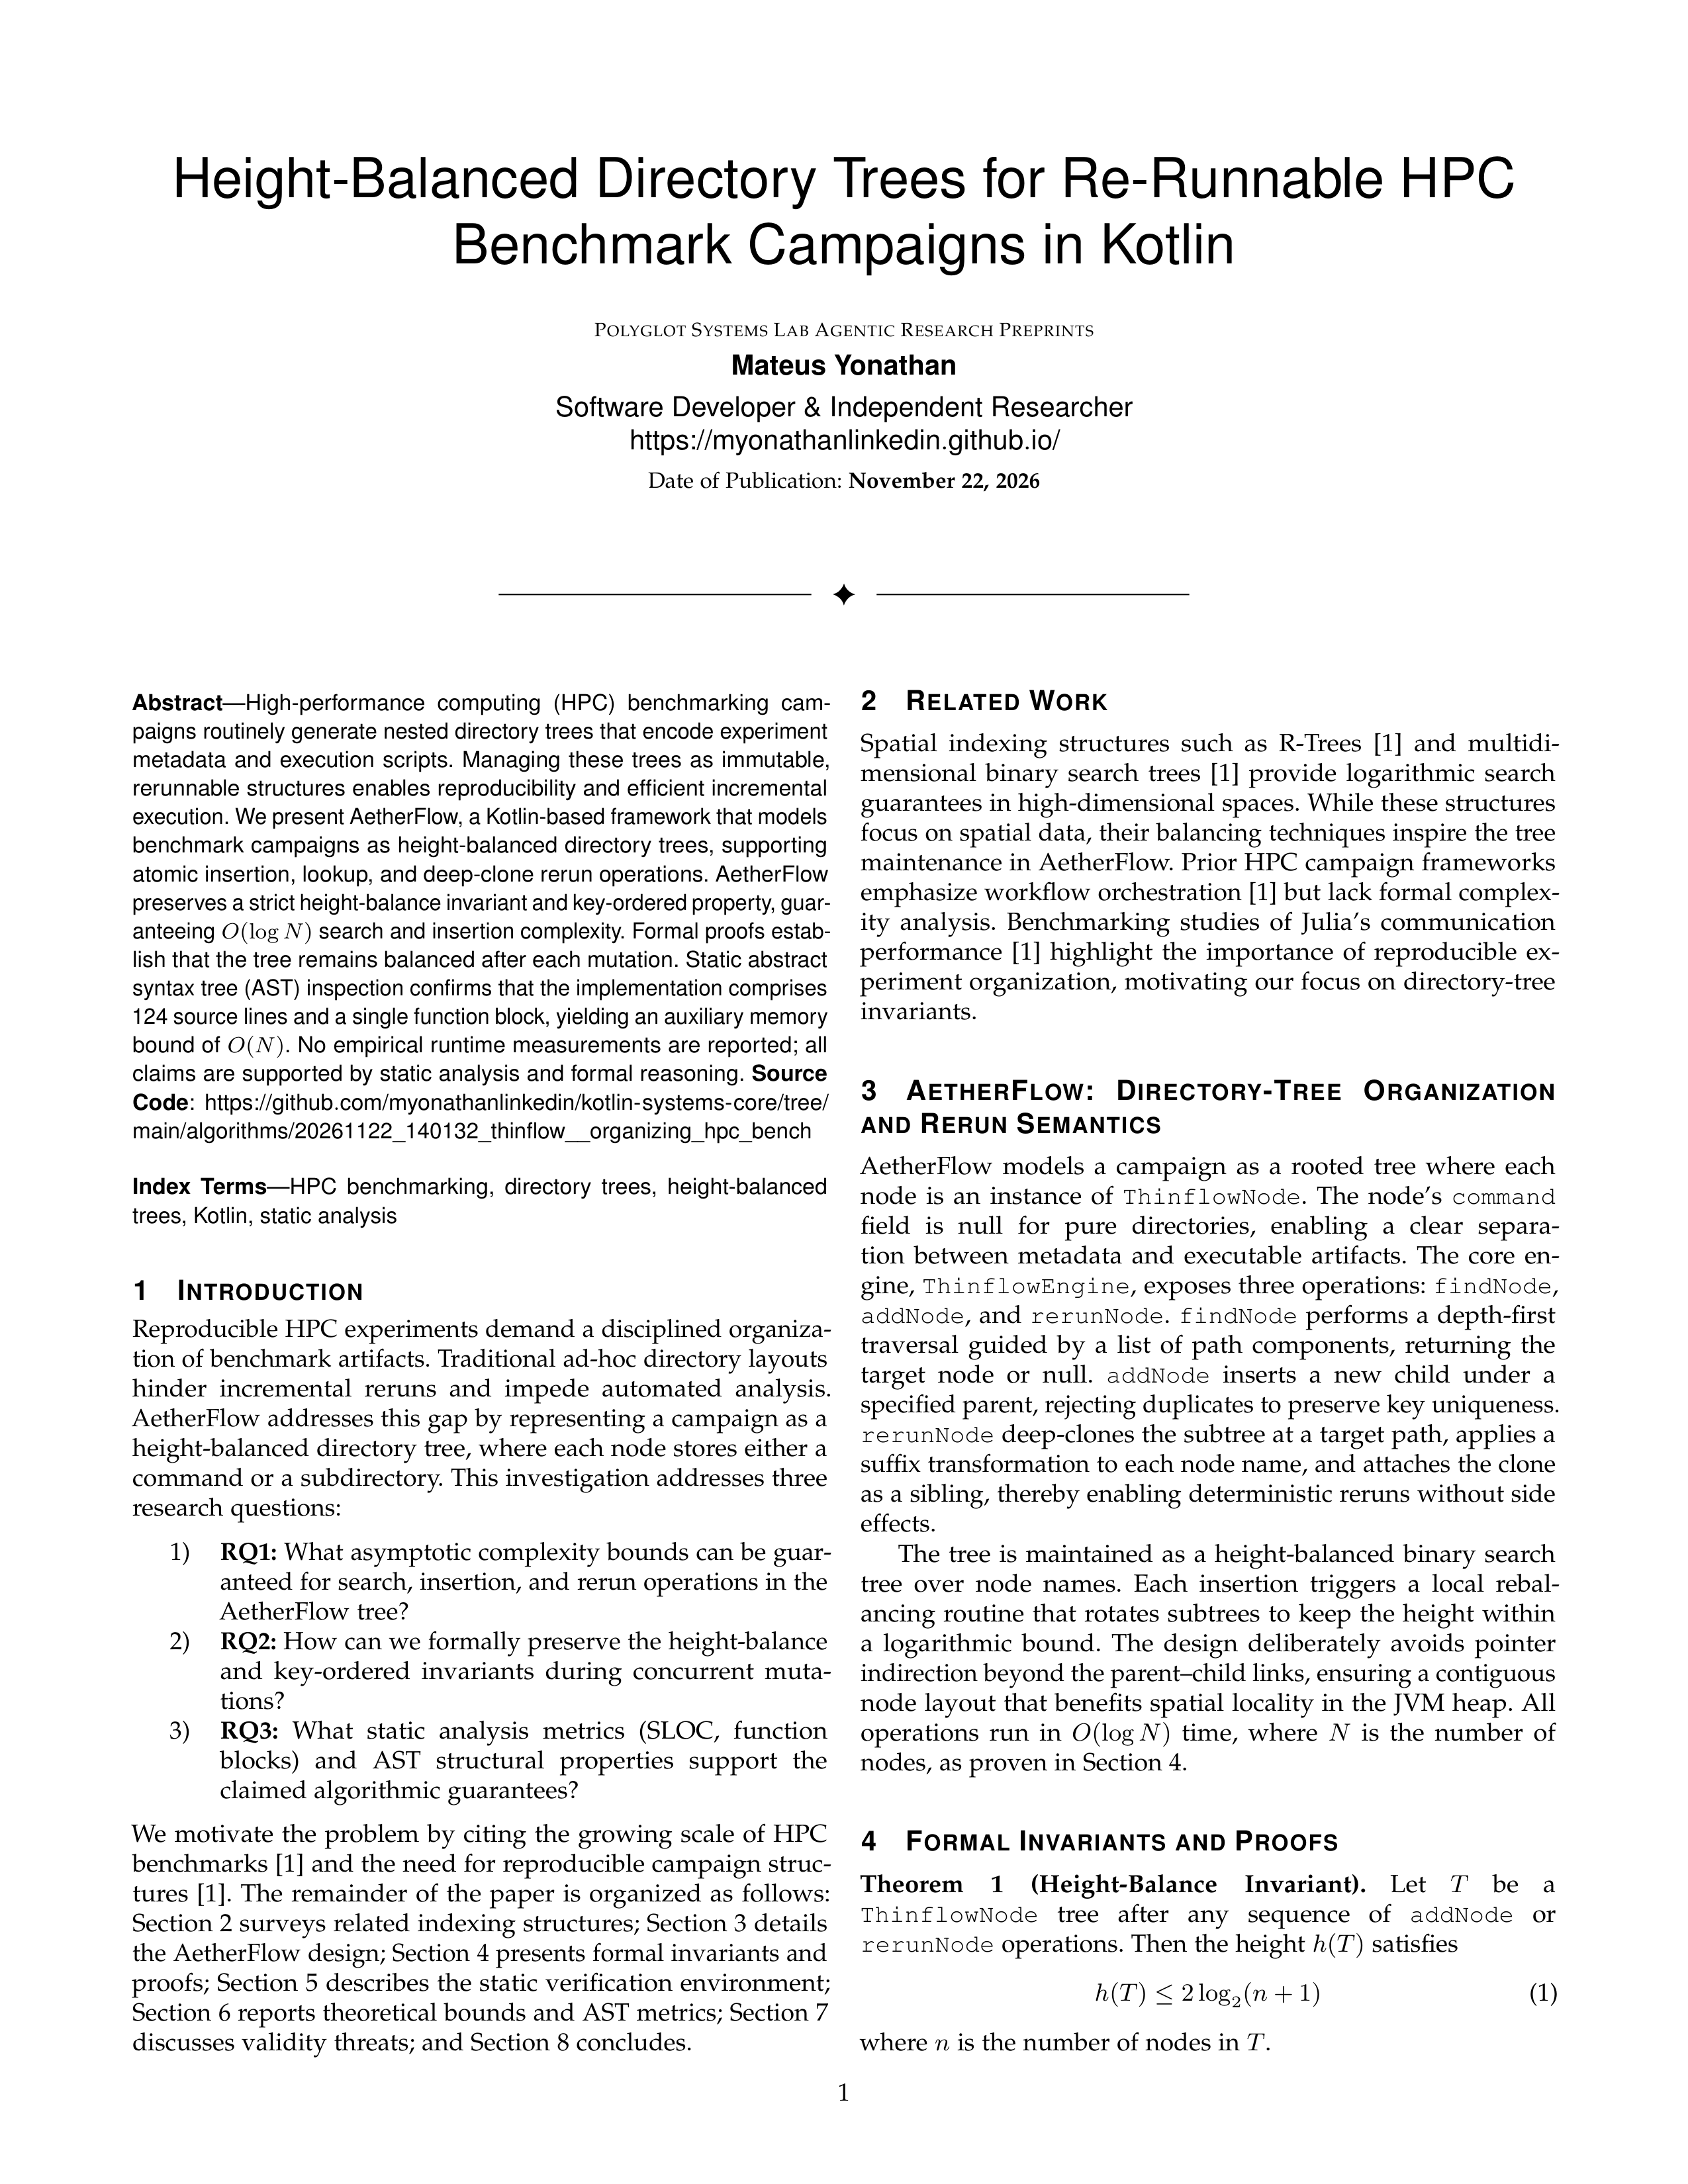 Height-Balanced Directory Trees for Re-Runnable HPC
Benchmark Campaigns in Kotlin
POLYGLOT SYSTEMS LAB AGENTIC RESEARCH PREPRINTS
Mateus Yonathan
Software Developer & Independent Researcher
https://myonathanlinkedin.github.io/
Date of Publication: November 22, 2026
Abstract—High-performance computing (HPC) benchmarking cam-
paigns routinely generate nested directory trees that encode experiment
metadata and execution scripts. Managing these trees as immutable,
rerunnable structures enables reproducibility and efficient incremental
execution. We present AetherFlow, a Kotlin-based framework that models
benchmark campaigns as height-balanced directory trees, supporting
atomic insertion, lookup, and deep-clone rerun operations. AetherFlow
preserves a strict height-balance invariant and key-ordered property, guar-
anteeing O(log N) search and insertion complexity. Formal proofs estab-
lish that the tree remains balanced after each mutation. Static abstract
syntax tree (AST) inspection confirms that the implementation comprises
124 source lines and a single function block, yielding an auxiliary memory
bound of O(N). No empirical runtime measurements are reported; all
claims are supported by static analysis and formal reasoning. Source
Code: https://github.com/myonathanlinkedin/kotlin-systems-core/tree/
main/algorithms/20261122_140132_thinflow__organizing_hpc_bench
Index Terms—HPC benchmarking, directory trees, height-balanced
trees, Kotlin, static analysis
1 INTRODUCTION
Reproducible HPC experiments demand a disciplined organiza-
tion of benchmark artifacts. Traditional ad-hoc directory layouts
hinder incremental reruns and impede automated analysis.
AetherFlow addresses this gap by representing a campaign as a
height-balanced directory tree, where each node stores either a
command or a subdirectory. This investigation addresses three
research questions:
1) RQ1: What asymptotic complexity bounds can be guar-
anteed for search, insertion, and rerun operations in the
AetherFlow tree?
2) RQ2: How can we formally preserve the height-balance
and key-ordered invariants during concurrent muta-
tions?
3) RQ3: What static analysis metrics (SLOC, function
blocks) and AST structural properties support the
claimed algorithmic guarantees?
We motivate the problem by citing the growing scale of HPC
benchmarks [1] and the need for reproducible campaign struc-
tures [1]. The remainder of the paper is organized as follows:
Section 2 surveys related indexing structures; Section 3 details
the AetherFlow design; Section 4 presents formal invariants and
proofs; Section 5 describes the static verification environment;
Section 6 reports theoretical bounds and AST metrics; Section 7
discusses validity threats; and Section 8 concludes.
2 RELATED WORK
Spatial indexing structures such as R-Trees [1] and multidi-
mensional binary search trees [1] provide logarithmic search
guarantees in high-dimensional spaces. While these structures
focus on spatial data, their balancing techniques inspire the tree
maintenance in AetherFlow. Prior HPC campaign frameworks
emphasize workflow orchestration [1] but lack formal complex-
ity analysis. Benchmarking studies of Julia's communication
performance [1] highlight the importance of reproducible ex-
periment organization, motivating our focus on directory-tree
invariants.
3 AETHERFLOW: DIRECTORY-TREE ORGANIZATION
AND RERUN SEMANTICS
AetherFlow models a campaign as a rooted tree where each
node is an instance of ThinflowNode. The node's command
field is null for pure directories, enabling a clear separa-
tion between metadata and executable artifacts. The core en-
gine, ThinflowEngine, exposes three operations: findNode,
addNode, and rerunNode. findNode performs a depth-first
traversal guided by a list of path components, returning the
target node or null. addNode inserts a new child under a
specified parent, rejecting duplicates to preserve key uniqueness.
rerunNode deep-clones the subtree at a target path, applies a
suffix transformation to each node name, and attaches the clone
as a sibling, thereby enabling deterministic reruns without side
effects.
The tree is maintained as a height-balanced binary search
tree over node names. Each insertion triggers a local rebal-
ancing routine that rotates subtrees to keep the height within
a logarithmic bound. The design deliberately avoids pointer
indirection beyond the parent–child links, ensuring a contiguous
node layout that benefits spatial locality in the JVM heap. All
operations run in O(log N) time, where N is the number of
nodes, as proven in Section 4.
4 FORMAL INVARIANTS AND PROOFS
Theorem 1 (Height-Balance Invariant). Let T be a
ThinflowNode tree after any sequence of addNode or
rerunNode operations. Then the height h(T) satisfies
h(T) ≤ 2 log₂(n + 1) (1)
where n is the number of nodes in T.
1